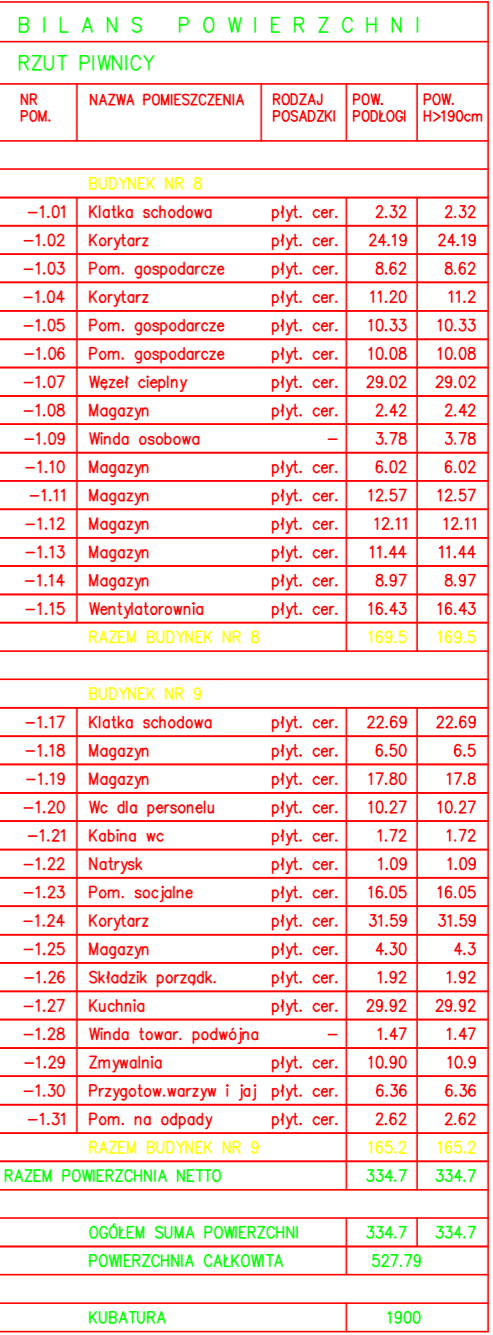 BILANS POWIERZCHNI
RZUT PIWNICY
NR POM. NAZWA POMIESZCZENIA RODZAJ POSADZKI POW. PODŁOGI POW. H>190cm
BUDYNEK NR 8
−1.01 Klatka schodowa płyt. cer. 2.32 2.32
−1.02 Korytarz płyt. cer. 24.19 24.19
−1.03 Pom. gospodarcze płyt. cer. 8.62 8.62
−1.04 Korytarz płyt. cer. 11.20 11.2
−1.05 Pom. gospodarcze płyt. cer. 10.33 10.33
−1.06 Pom. gospodarcze płyt. cer. 10.08 10.08
−1.07 Węzeł cieplny płyt. cer. 29.02 29.02
−1.08 Magazyn płyt. cer. 2.42 2.42
−1.09 Winda osobowa − 3.78 3.78
−1.10 Magazyn płyt. cer. 6.02 6.02
−1.11 Magazyn płyt. cer. 12.57 12.57
−1.12 Magazyn płyt. cer. 12.11 12.11
−1.13 Magazyn płyt. cer. 11.44 11.44
−1.14 Magazyn płyt. cer. 8.97 8.97
−1.15 Wentylatorownia płyt. cer. 16.43 16.43
RAZEM BUDYNEK NR 8 169.5 169.5
BUDYNEK NR 9
−1.17 Klatka schodowa płyt. cer. 22.69 22.69
−1.18 Magazyn płyt. cer. 6.50 6.5
−1.19 Magazyn płyt. cer. 17.80 17.8
−1.20 Wc dla personelu płyt. cer. 10.27 10.27
−1.21 Kabina wc płyt. cer. 1.72 1.72
−1.22 Natrysk płyt. cer. 1.09 1.09
−1.23 Pom. socjalne płyt. cer. 16.05 16.05
−1.24 Korytarz płyt. cer. 31.59 31.59
−1.25 Magazyn płyt. cer. 4.30 4.3
−1.26 Składzik porządk. płyt. cer. 1.92 1.92
−1.27 Kuchnia płyt. cer. 29.92 29.92
−1.28 Winda towar. podwójna − 1.47 1.47
−1.29 Zmywalnia płyt. cer. 10.90 10.9
−1.30 Przygotow.warzyw i jaj płyt. cer. 6.36 6.36
−1.31 Pom. na odpady płyt. cer. 2.62 2.62
RAZEM BUDYNEK NR 9 165.2 165.2
RAZEM POWIERZCHNIA NETTO 334.7 334.7
OGÓŁEM SUMA POWIERZCHNI 334.7 334.7
POWIERZCHNIA CAŁKOWITA 527.79
KUBATURA 1900